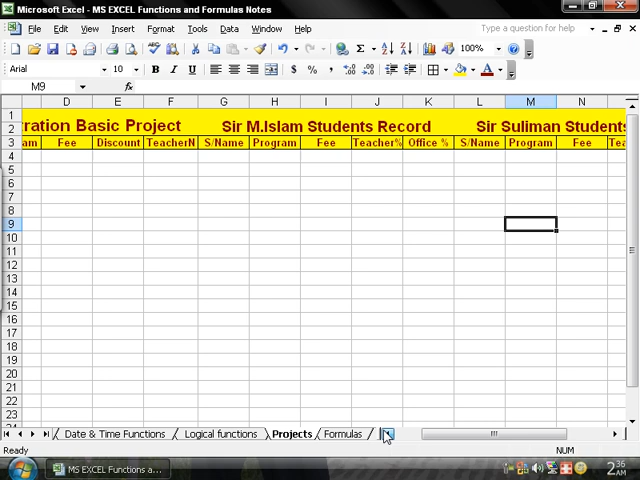 Microsoft Excel - MS EXCEL Functions and Formulas Notes
File Edit View Insert Format Tools Data Window Help
Type a question for help
Σ 100%
Arial 10 B I U $ % ,
M9 fx
D E F G H I J K L M N
1
2 ration Basic Project Sir M.Islam Students Record Sir Suliman Students
3 am Fee Discount TeacherN S/Name Program Fee Teacher% Office % S/Name Program Fee Tea
4
5
6
7
8
9
10
11
12
13
14
15
16
17
18
19
20
21
22
23
Date & Time Functions Logical functions Projects Formulas
Ready NUM
MS EXCEL Functions a... 2:36 AM